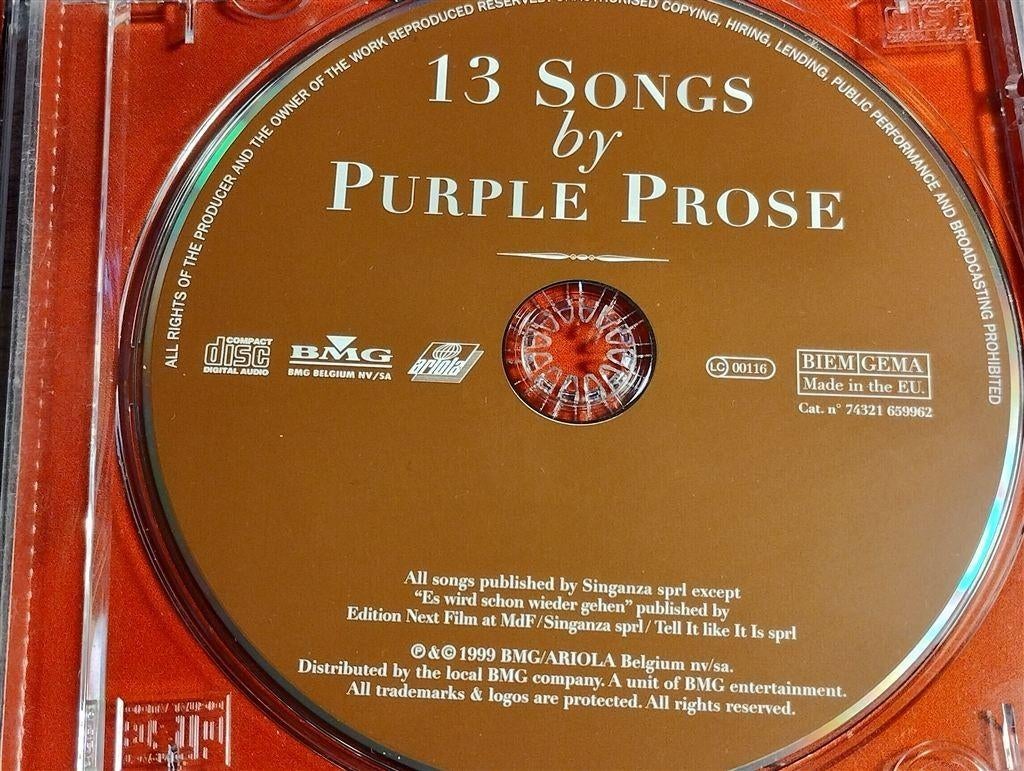 ALL RIGHTS OF THE PRODUCER AND THE OWNER OF THE WORK REPRODUCED RESERVED. UNAUTHORISED COPYING, HIRING, LENDING, PUBLIC PERFORMANCE AND BROADCASTING PROHIBITED
13 SONGS
by
PURPLE PROSE
COMPACT
disc
DIGITAL AUDIO
BMG
BMG BELGIUM NV/SA
ariola
LC 00116
BIEM GEMA
Made in the EU.
Cat. n° 74321 659962
All songs published by Singanza sprl except
“Es wird schon wieder gehen” published by
Edition Next Film at MdF/Singanza sprl/Tell It like It Is sprl
℗ & © 1999 BMG/ARIOLA Belgium nv/sa.
Distributed by the local BMG company. A unit of BMG entertainment.
All trademarks & logos are protected. All rights reserved.